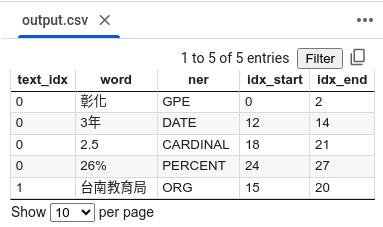 output.csv
1 to 5 of 5 entries Filter
text_idx word ner idx_start idx_end
0 彰化 GPE 0 2
0 3年 DATE 12 14
0 2.5 CARDINAL 18 21
0 26% PERCENT 24 27
1 台南教育局 ORG 15 20
Show 10 per page